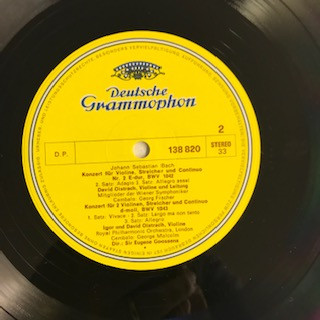 Deutsche
Grammophon
2
D.P.
138 820
STEREO
33
Johann Sebastian Bach
Konzert für Violine, Streicher und Continuo
Nr. 2 E-dur, BWV 1042
2. Satz: Adagio · 3. Satz: Allegro assai
David Oistrach, Violine und Leitung
Mitglieder der Wiener Symphoniker
Cembalo: Georg Fischer
Konzert für 2 Violinen, Streicher und Continuo
d-moll, BWV 1043
1. Satz: Vivace · 2. Satz: Largo ma non tanto
3. Satz: Allegro
Igor und David Oistrach, Violinen
Royal Philharmonic Orchestra, London
Cembalo: George Malcolm
Dir.: Sir Eugene Goossens